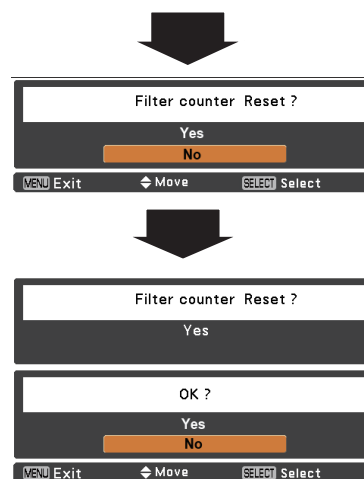 Filter counter Reset ?
Yes
No
MENU Exit Move SELECT Select
Filter counter Reset ?
Yes
OK ?
Yes
No
MENU Exit Move SELECT Select